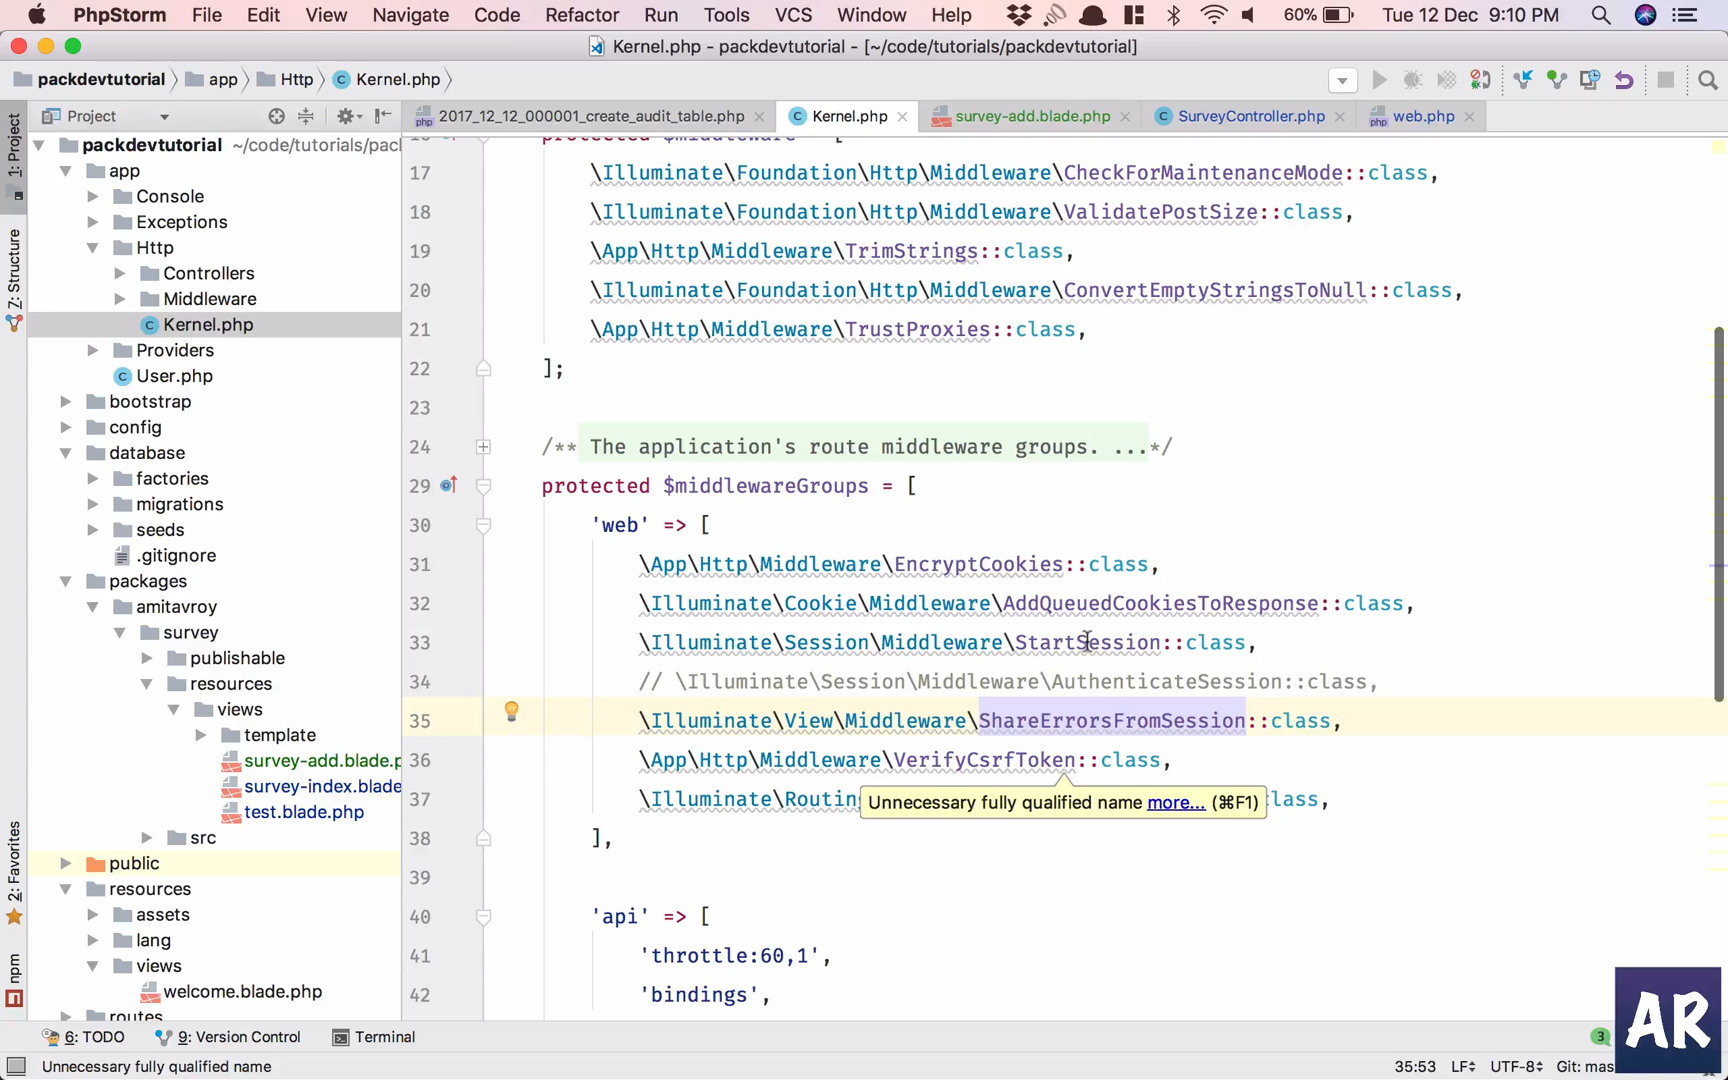 PhpStorm File Edit View Navigate Code Refactor Run Tools VCS Window Help 60% Tue 12 Dec 9:10 PM
Kernel.php - packdevtutorial - [~/code/tutorials/packdevtutorial]
packdevtutorial app Http Kernel.php
Project 2017_12_12_000001_create_audit_table.php Kernel.php survey-add.blade.php SurveyController.php web.php
1: Project
Z: Structure
2: Favorites
npm
packdevtutorial ~/code/tutorials/pac
app
Console
Exceptions
Http
Controllers
Middleware
Kernel.php
Providers
User.php
bootstrap
config
database
factories
migrations
seeds
.gitignore
packages
amitavroy
survey
publishable
resources
views
template
survey-add.blade.p
survey-index.blade
test.blade.php
src
public
resources
assets
lang
views
welcome.blade.php
routes
protected $middleware = [
17 \Illuminate\Foundation\Http\Middleware\CheckForMaintenanceMode::class,
18 \Illuminate\Foundation\Http\Middleware\ValidatePostSize::class,
19 \App\Http\Middleware\TrimStrings::class,
20 \Illuminate\Foundation\Http\Middleware\ConvertEmptyStringsToNull::class,
21 \App\Http\Middleware\TrustProxies::class,
22 ];
23
24 /** The application's route middleware groups. ...*/
29 protected $middlewareGroups = [
30 'web' => [
31 \App\Http\Middleware\EncryptCookies::class,
32 \Illuminate\Cookie\Middleware\AddQueuedCookiesToResponse::class,
33 \Illuminate\Session\Middleware\StartSession::class,
34 // \Illuminate\Session\Middleware\AuthenticateSession::class,
35 \Illuminate\View\Middleware\ShareErrorsFromSession::class,
36 \App\Http\Middleware\VerifyCsrfToken::class,
37 \Illuminate\Routin class,
Unnecessary fully qualified name more... (⌘F1)
38 ],
39
40 'api' => [
41 'throttle:60,1',
42 'bindings',
6: TODO 9: Version Control Terminal 3
Unnecessary fully qualified name 35:53 LF UTF-8 Git: mas
AR